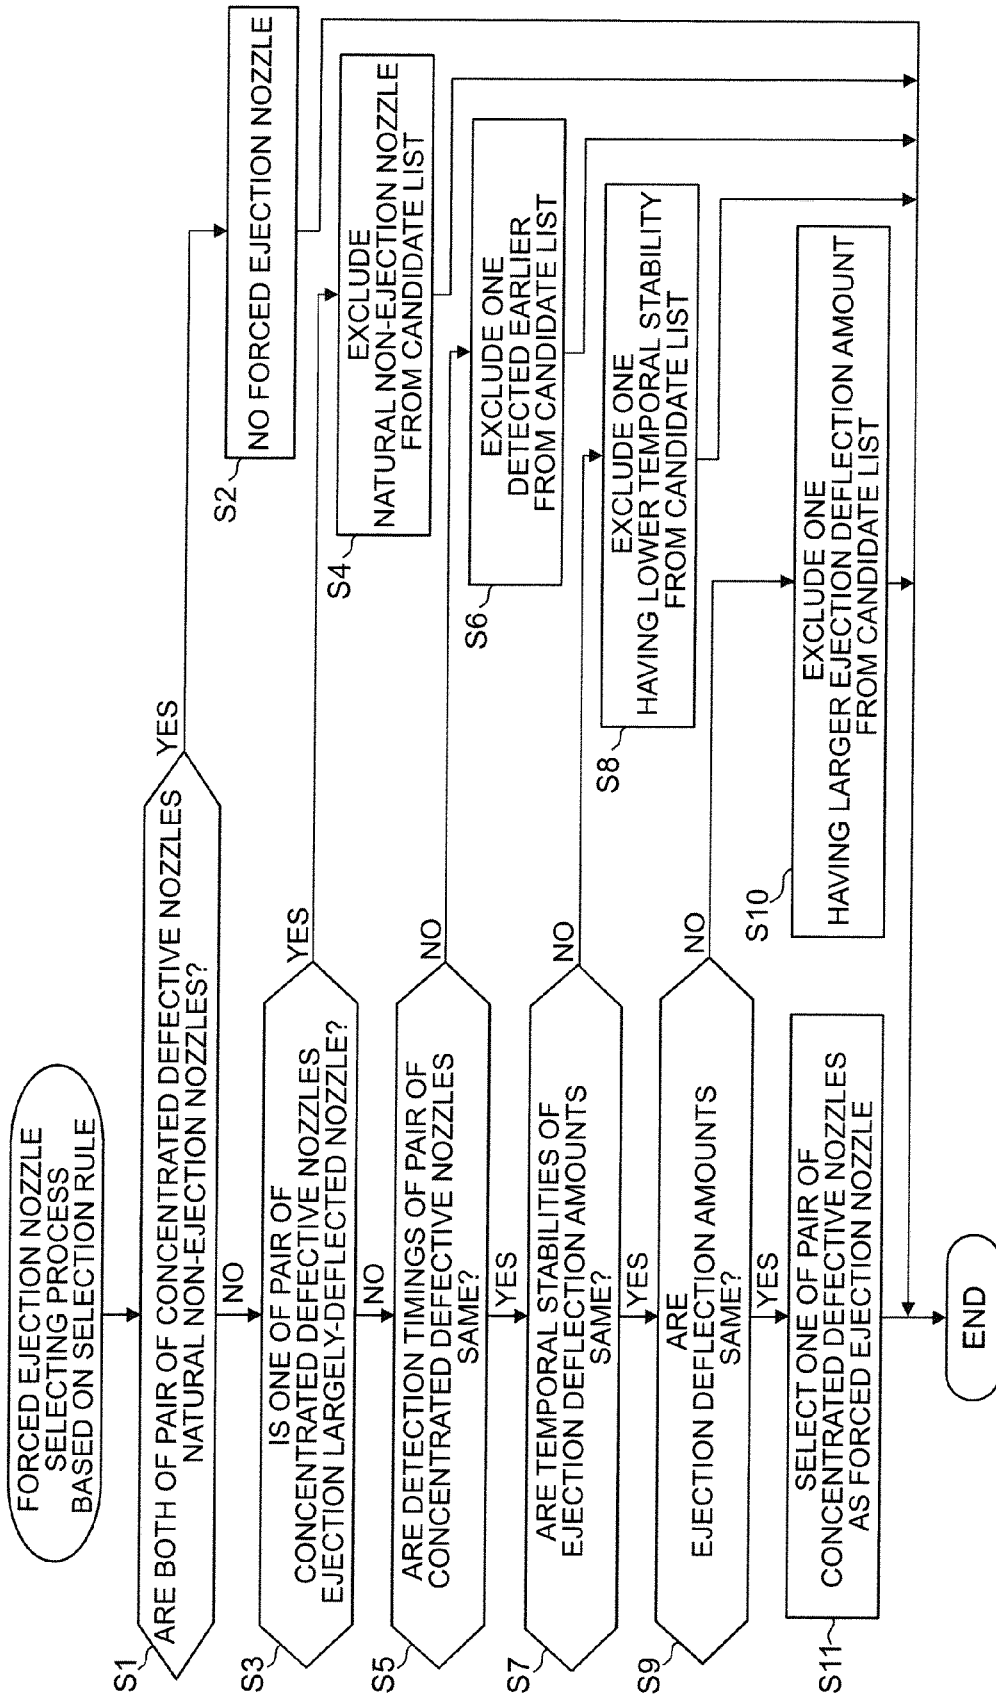 FORCED EJECTION NOZZLE
SELECTING PROCESS
BASED ON SELECTION RULE
S1
ARE BOTH OF PAIR OF CONCENTRATED DEFECTIVE NOZZLES
NATURAL NON-EJECTION NOZZLES?
YES
NO
S2
NO FORCED EJECTION NOZZLE
S3
IS ONE OF PAIR OF
CONCENTRATED DEFECTIVE NOZZLES
EJECTION LARGELY-DEFLECTED NOZZLE?
YES
NO
S4
EXCLUDE
NATURAL NON-EJECTION NOZZLE
FROM CANDIDATE LIST
S5
ARE DETECTION TIMINGS OF PAIR OF
CONCENTRATED DEFECTIVE NOZZLES
SAME?
NO
YES
S6
EXCLUDE ONE
DETECTED EARLIER
FROM CANDIDATE LIST
S7
ARE TEMPORAL STABILITIES OF
EJECTION DEFLECTION AMOUNTS
SAME?
NO
YES
S8
EXCLUDE ONE
HAVING LOWER TEMPORAL STABILITY
FROM CANDIDATE LIST
S9
ARE
EJECTION DEFLECTION AMOUNTS
SAME?
NO
YES
S10
EXCLUDE ONE
HAVING LARGER EJECTION DEFLECTION AMOUNT
FROM CANDIDATE LIST
S11
SELECT ONE OF PAIR OF
CONCENTRATED DEFECTIVE NOZZLES
AS FORCED EJECTION NOZZLE
END